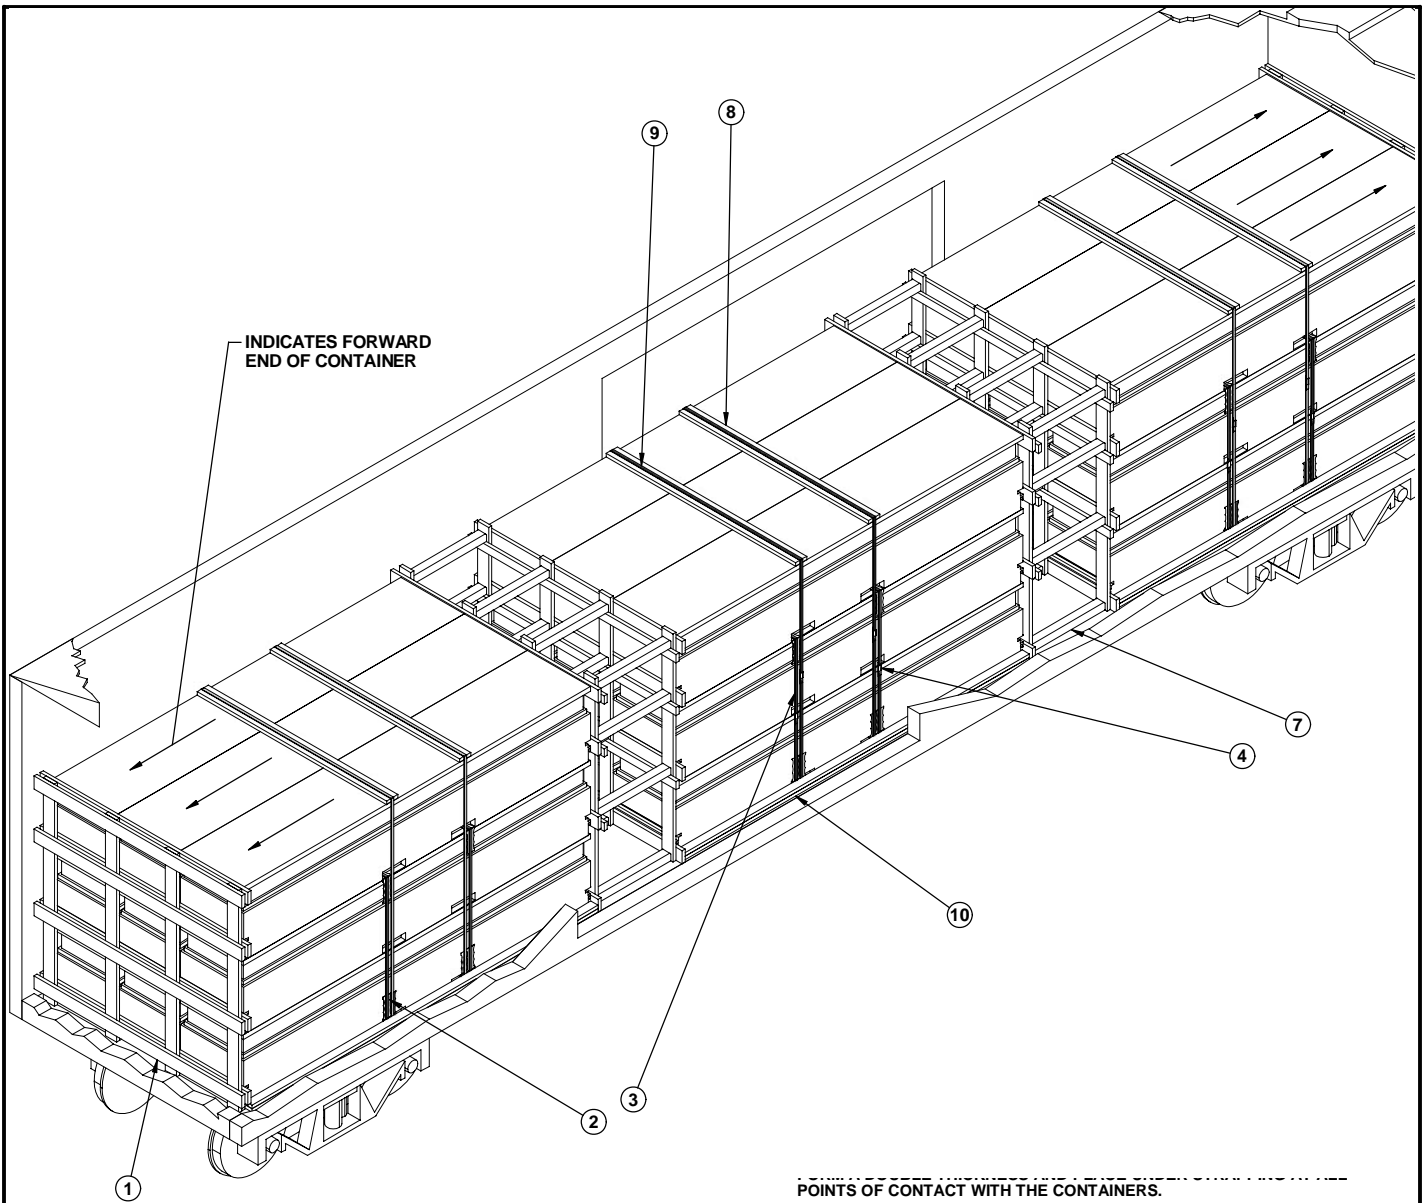 9
8
INDICATES FORWARD
END OF CONTAINER
7
4
10
3
2
1
POINTS OF CONTACT WITH THE CONTAINERS.